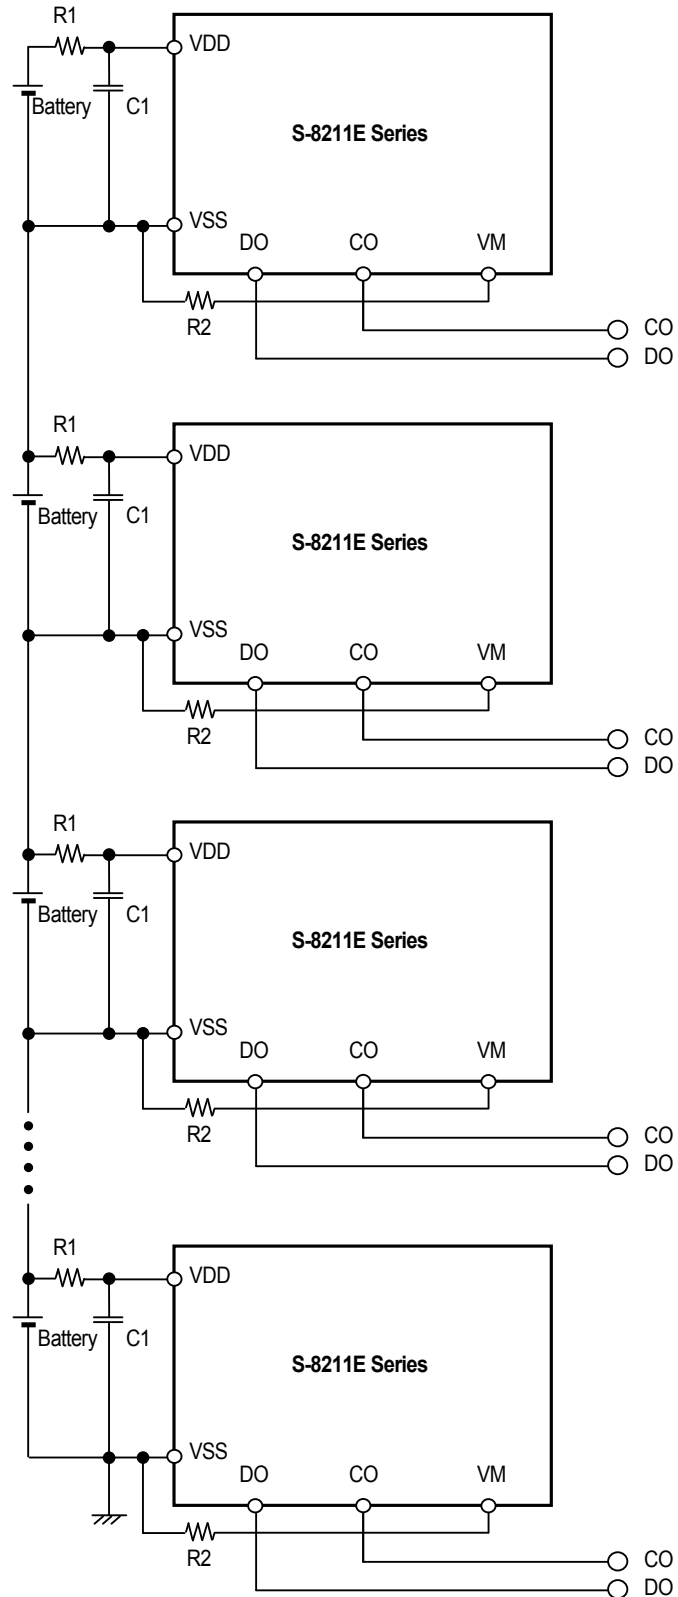 R1
VDD
Battery
C1
S-8211E Series
VSS
DO
CO
VM
R2
CO
DO
R1
VDD
Battery
C1
S-8211E Series
VSS
DO
CO
VM
R2
CO
DO
R1
VDD
Battery
C1
S-8211E Series
VSS
DO
CO
VM
R2
CO
DO
R1
VDD
Battery
C1
S-8211E Series
VSS
DO
CO
VM
R2
CO
DO